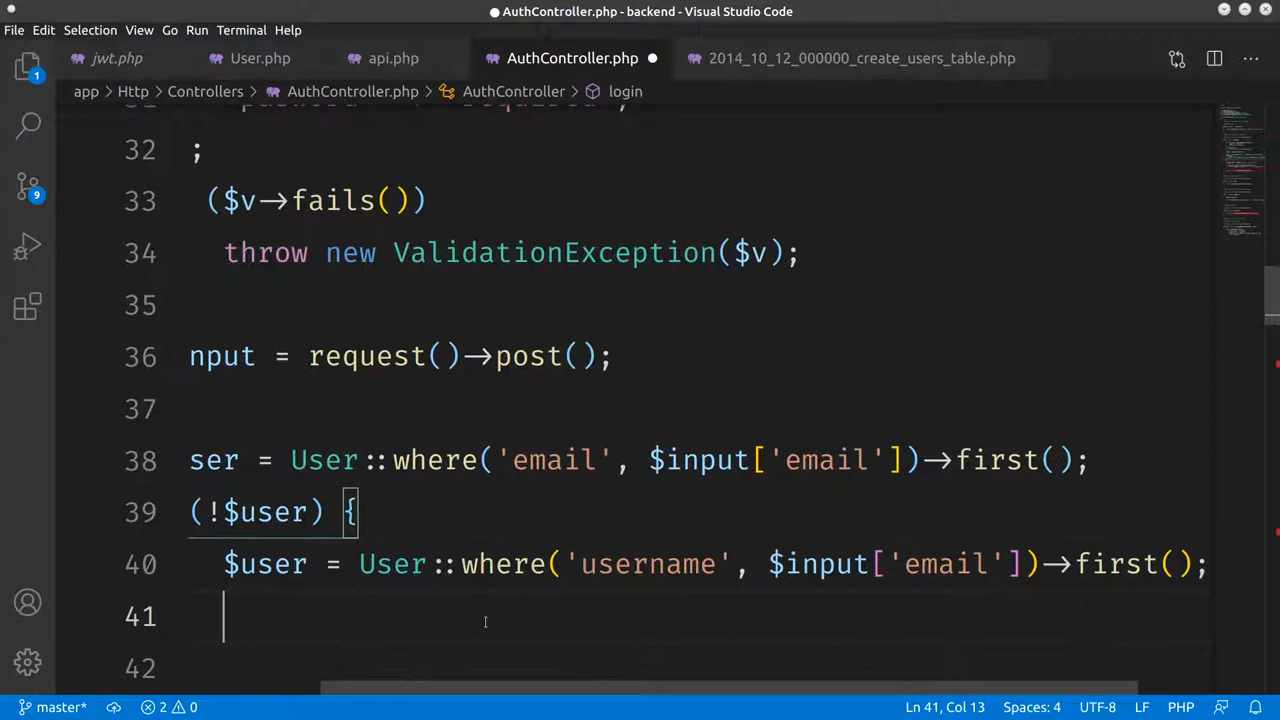 AuthController.php - backend - Visual Studio Code
File Edit Selection View Go Run Terminal Help
jwt.php User.php api.php AuthController.php 2014_10_12_000000_create_users_table.php
app > Http > Controllers > AuthController.php > AuthController > login
32 ;
33 ($v->fails())
34 throw new ValidationException($v);
35
36 nput = request()->post();
37
38 ser = User::where('email', $input['email'])->first();
39 (!$user) {
40 $user = User::where('username', $input['email'])->first();
41
42
1
9
master* 2 0 Ln 41, Col 13 Spaces: 4 UTF-8 LF PHP